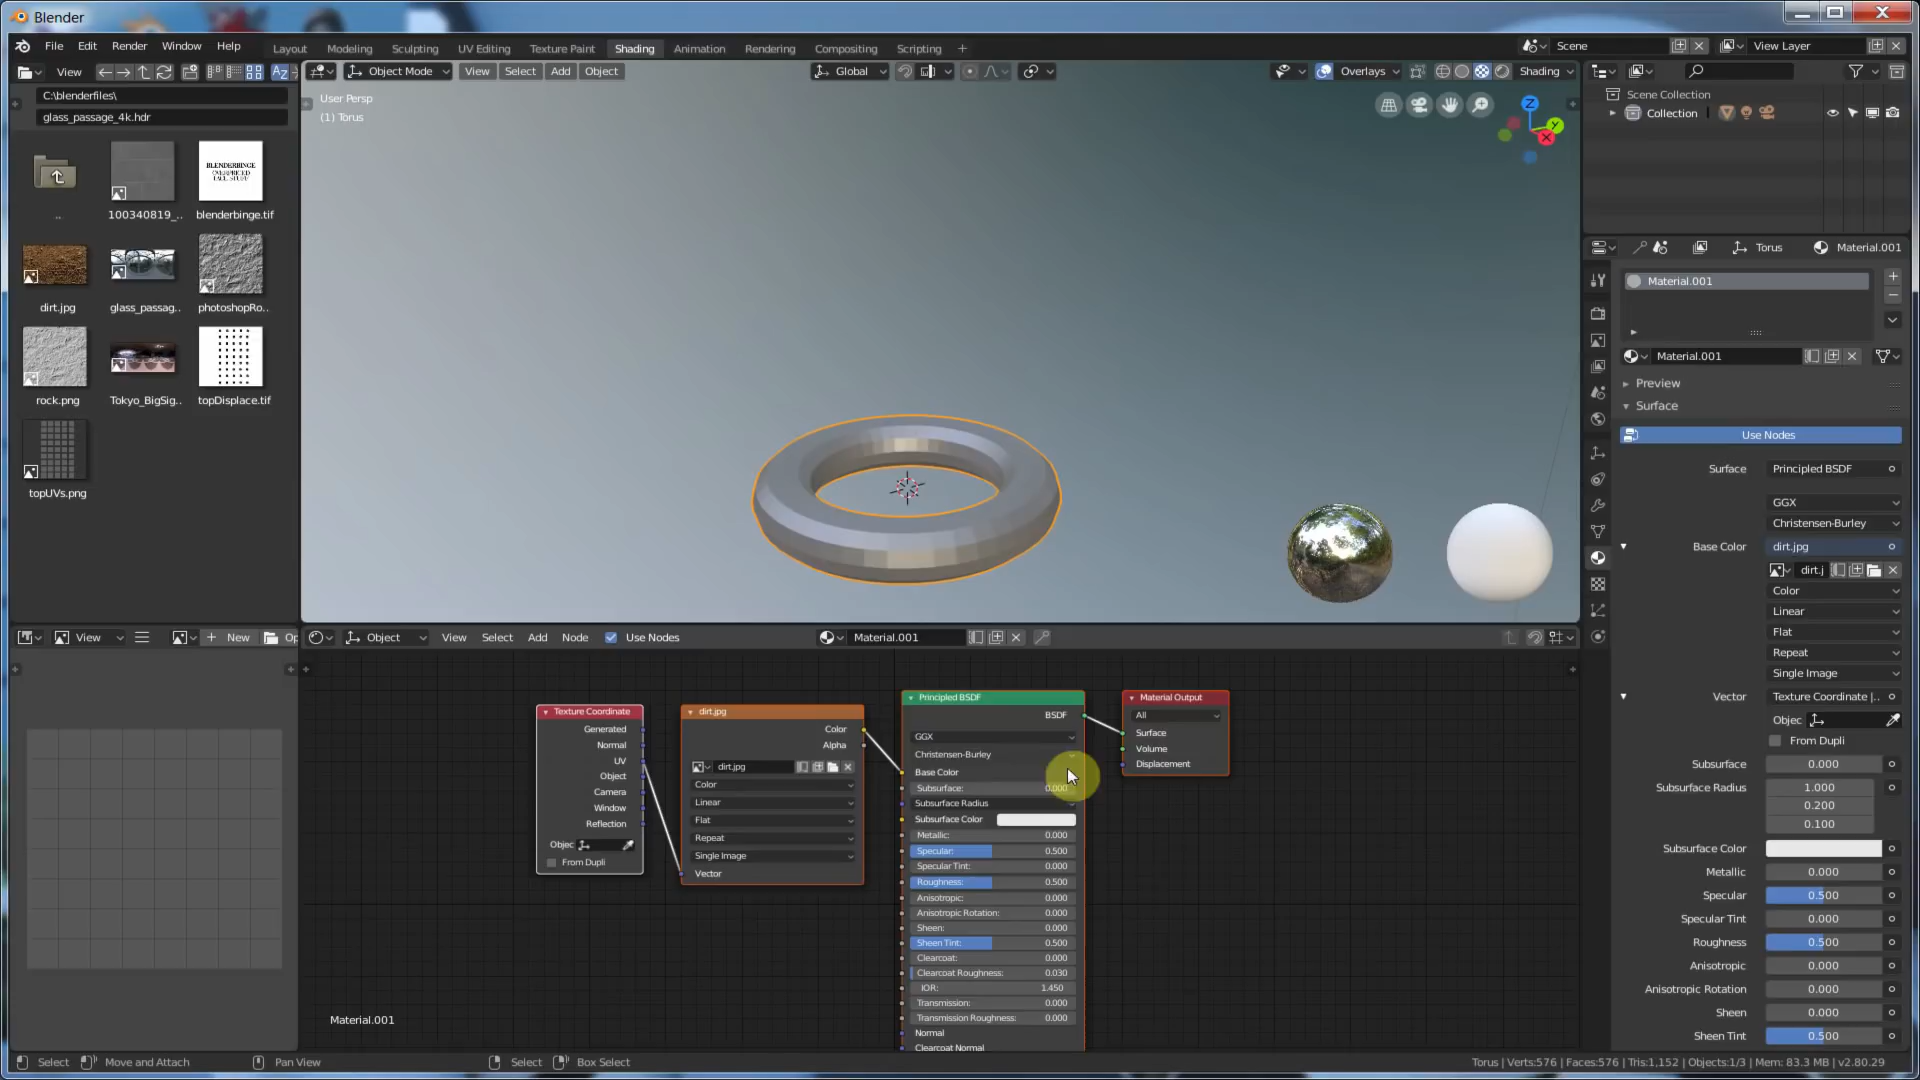 Blender
File Edit Render Window Help
Layout Modeling Sculpting UV Editing Texture Paint Shading Animation Rendering Compositing Scripting +
Scene
View Layer
View
C:\blenderfiles\
glass_passage_4k.hdr
..
100340819_..
BLENDERBINGE
blenderbinge.tif
dirt.jpg
glass_passag..
photoshopRo..
rock.png
Tokyo_BigSig..
topDisplace.tif
topUVs.png
Object Mode View Select Add Object
Global
Overlays
Shading
User Persp
(1) Torus
Z
Y
X
Scene Collection
Collection
Torus
Material.001
Material.001
Material.001
Preview
Surface
Use Nodes
Surface Principled BSDF
GGX
Christensen-Burley
Base Color dirt.jpg
dirt.j
Color
Linear
Flat
Repeat
Single Image
Vector Texture Coordinate |..
Objec
From Dupli
Subsurface 0.000
Subsurface Radius 1.000
0.200
0.100
Subsurface Color
Metallic 0.000
Specular 0.500
Specular Tint 0.000
Roughness 0.500
Anisotropic 0.000
Anisotropic Rotation 0.000
Sheen 0.000
Sheen Tint 0.500
View
New
Op
Object View Select Add Node Use Nodes
Material.001
Texture Coordinate
Generated
Normal
UV
Object
Camera
Window
Reflection
Objec
From Dupli
dirt.jpg
Color
Alpha
dirt.jpg
Color
Linear
Flat
Repeat
Single Image
Vector
Principled BSDF
BSDF
GGX
Christensen-Burley
Base Color
Subsurface: 0.000
Subsurface Radius
Subsurface Color
Metallic: 0.000
Specular: 0.500
Specular Tint: 0.000
Roughness: 0.500
Anisotropic: 0.000
Anisotropic Rotation: 0.000
Sheen: 0.000
Sheen Tint: 0.500
Clearcoat: 0.000
Clearcoat Roughness: 0.030
IOR: 1.450
Transmission: 0.000
Transmission Roughness: 0.000
Normal
Clearcoat Normal
Material Output
All
Surface
Volume
Displacement
Material.001
Select Move and Attach Pan View Select Box Select
Torus | Verts:576 | Faces:576 | Tris:1,152 | Objects:1/3 | Mem: 83.3 MB | v2.80.29